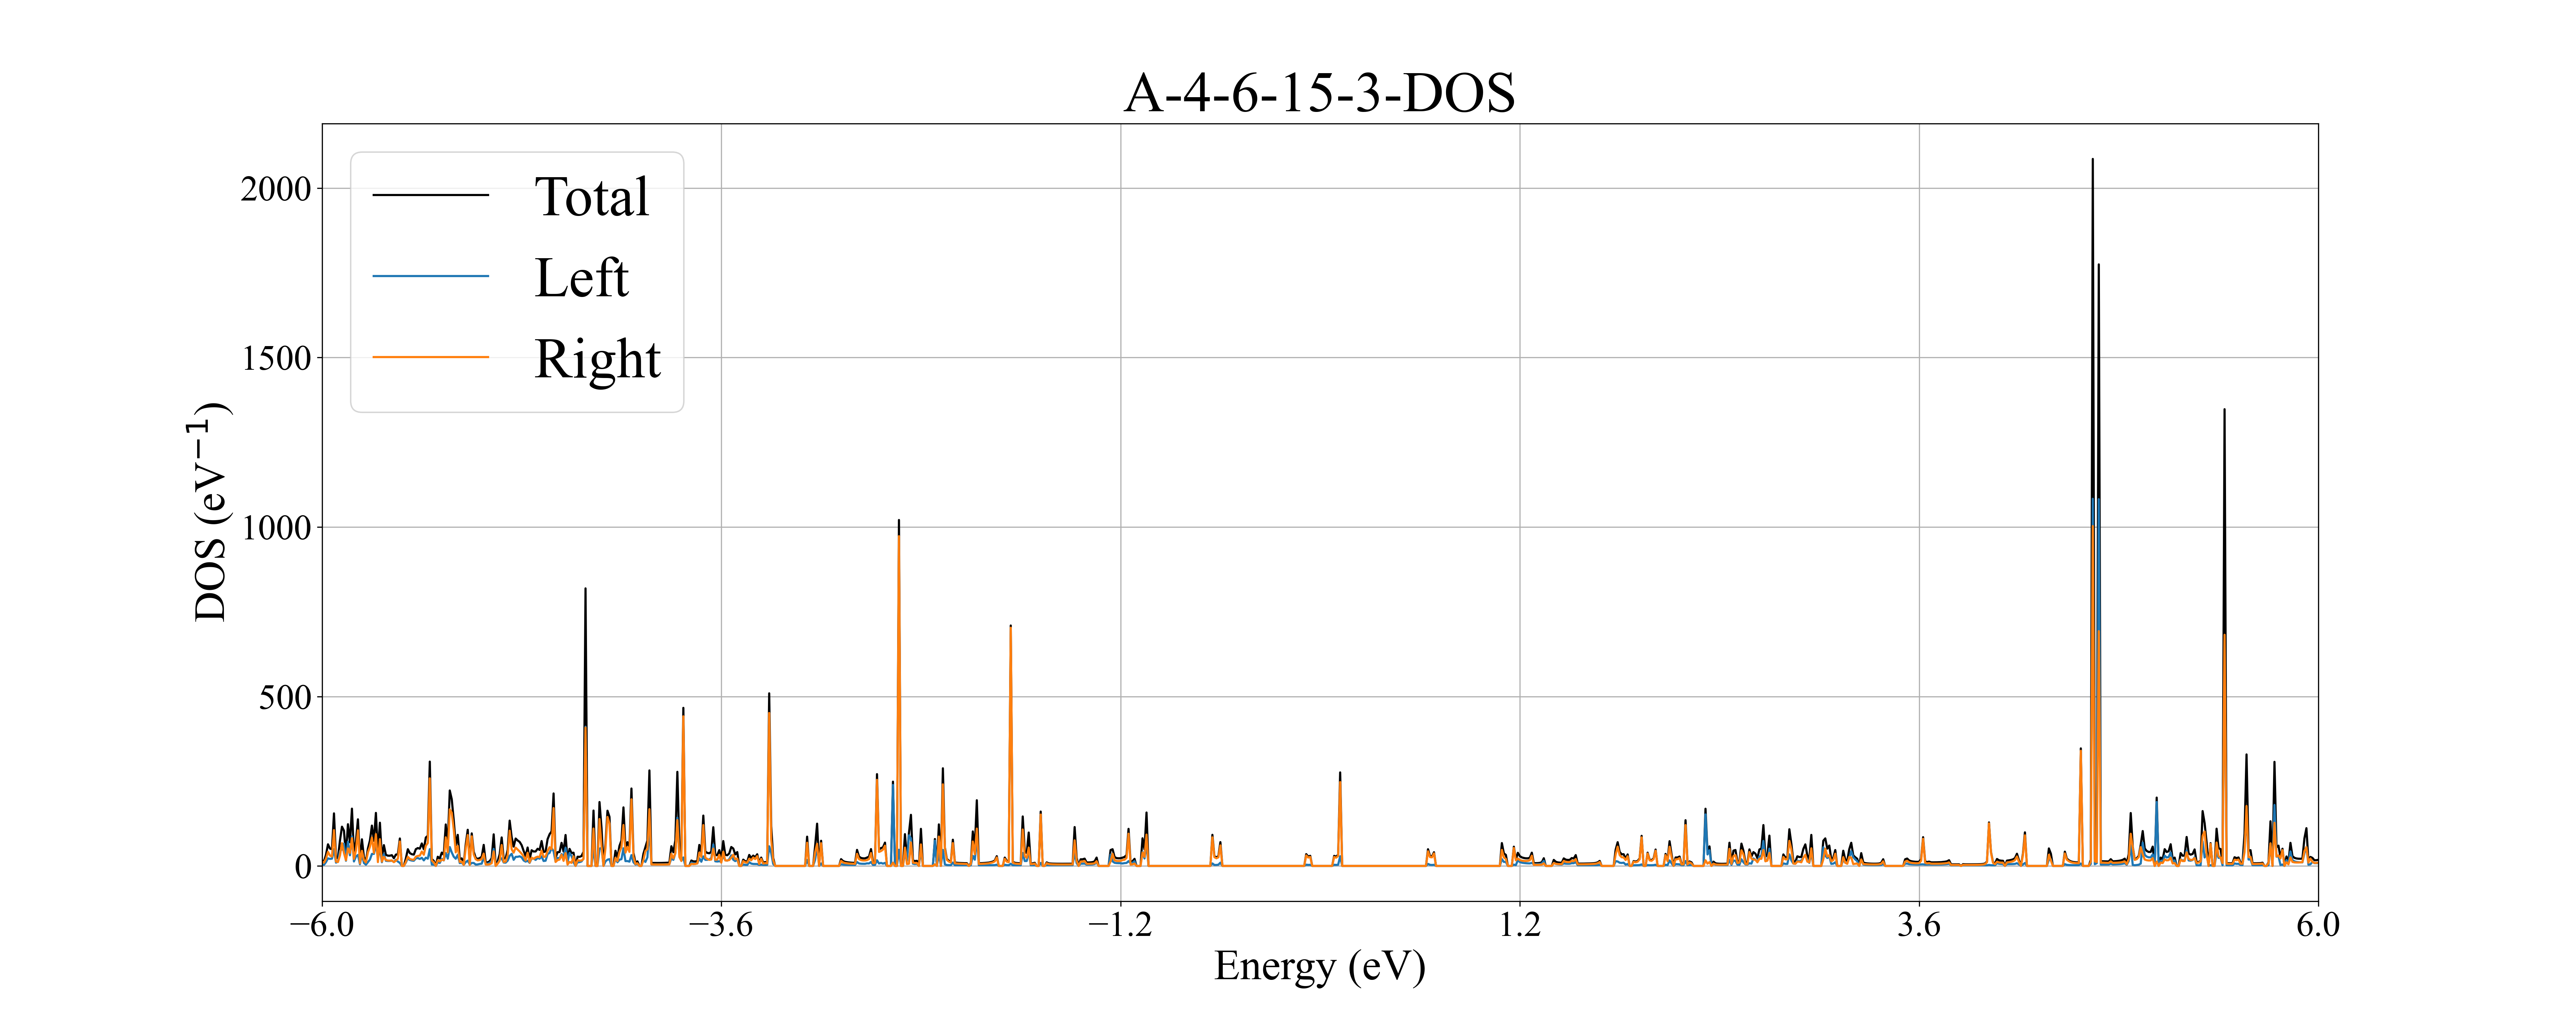 A-4-6-15-3-DOS
Total
Left
Right
DOS (eV⁻¹)
2000
1500
1000
500
0
−6.0 −3.6 −1.2 1.2 3.6 6.0
Energy (eV)